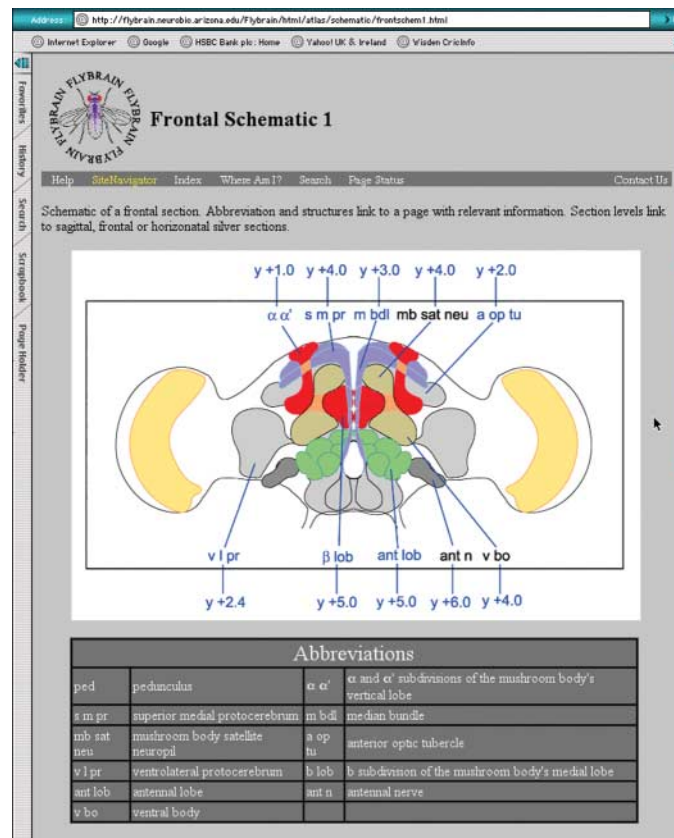 Address: http://flybrain.neurobio.arizona.edu/Flybrain/html/atlas/schematic/frontschem1.html
Internet Explorer Google HSBC Bank plc: Home Yahoo! UK & Ireland Wisden CricInfo
Favorites
History
Search
Scrapbook
Page Holder
FLYBRAIN FLYBRAIN FLYBRAIN
Frontal Schematic 1
Help SiteNavigator Index Where Am I? Search Page Status Contact Us
Schematic of a frontal section. Abbreviation and structures link to a page with relevant information. Section levels link
to sagittal, frontal or horizonatal silver sections.
y +1.0 y +4.0 y +3.0 y +4.0 y +2.0
α α' s m pr m bdl mb sat neu a op tu
v l pr β lob ant lob ant n v bo
y +2.4 y +5.0 y +5.0 y +6.0 y +4.0
Abbreviations
ped pedunculus α α' α and α' subdivisions of the mushroom body's
vertical lobe
s m pr superior medial protocerebrum m bdl median bundle
mb sat neu mushroom body satellite neuropil a op tu anterior optic tubercle
v l pr ventrolateral protocerebrum b lob b subdivision of the mushroom body's medial lobe
ant lob antennal lobe ant n antennal nerve
v bo ventral body